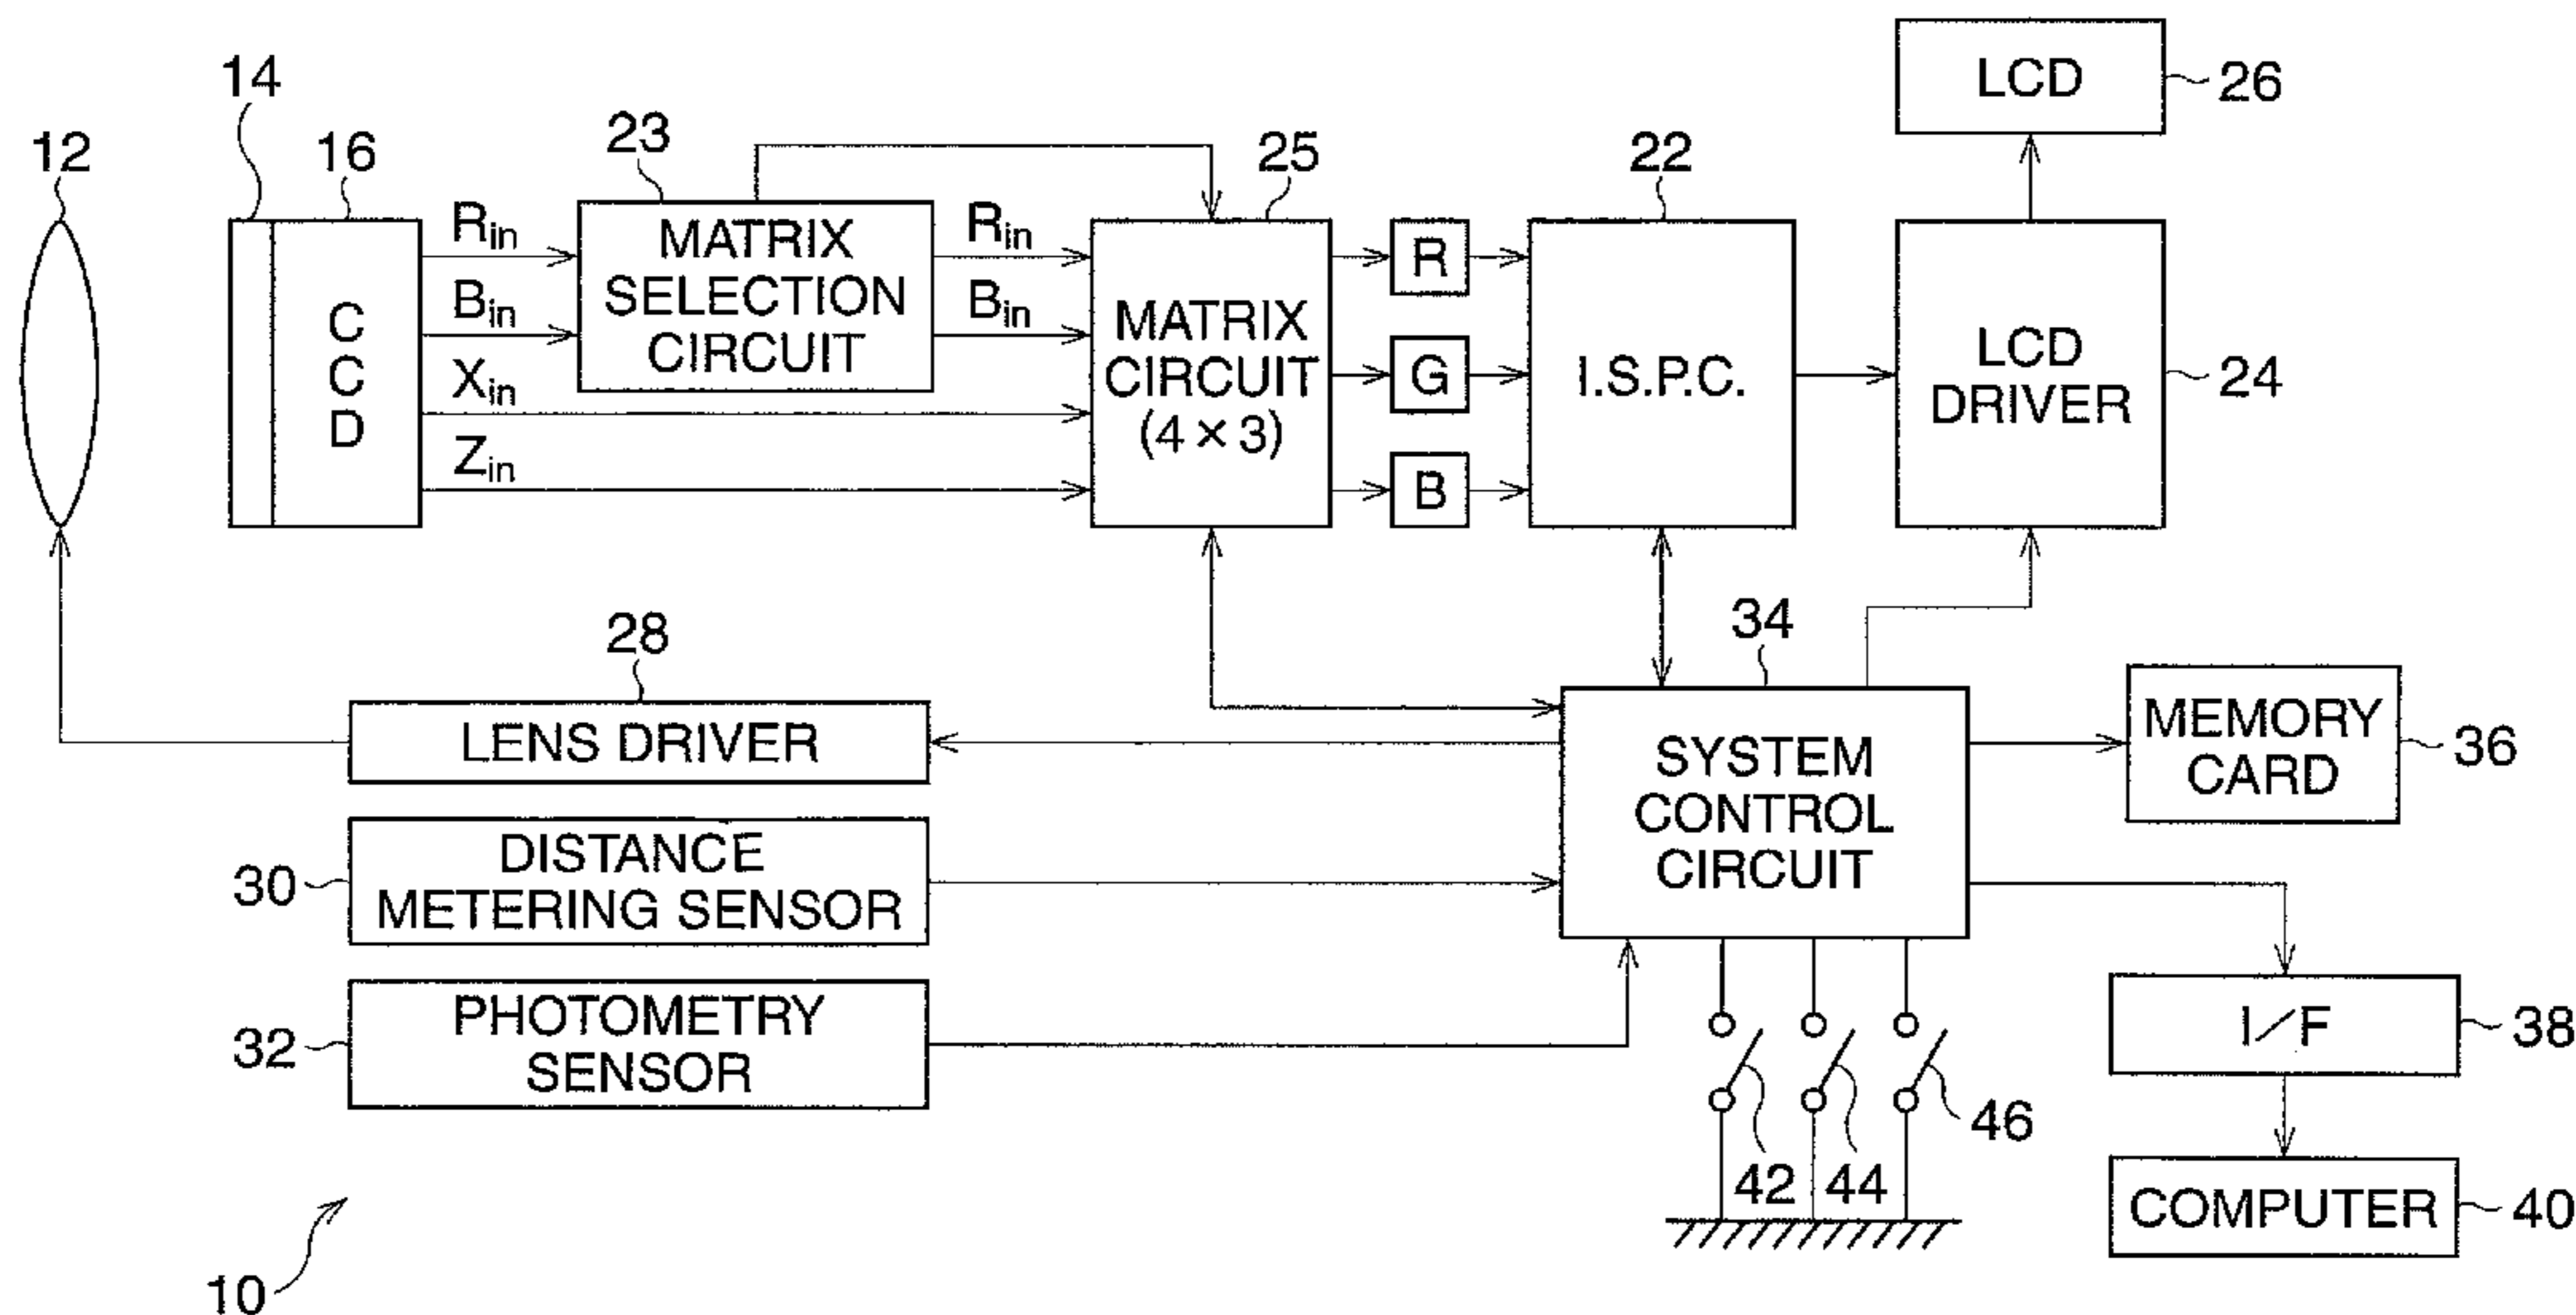 LCD
26
14
12
16
23
25
22
Rin
Bin
Xin
Zin
C
C
D
MATRIX
SELECTION
CIRCUIT
Rin
Bin
MATRIX
CIRCUIT
(4×3)
R
G
B
I.S.P.C.
LCD
DRIVER
24
28
LENS DRIVER
34
SYSTEM
CONTROL
CIRCUIT
MEMORY
CARD
36
30
DISTANCE
METERING SENSOR
32
PHOTOMETRY
SENSOR
I/F
38
42
44
46
COMPUTER
40
10